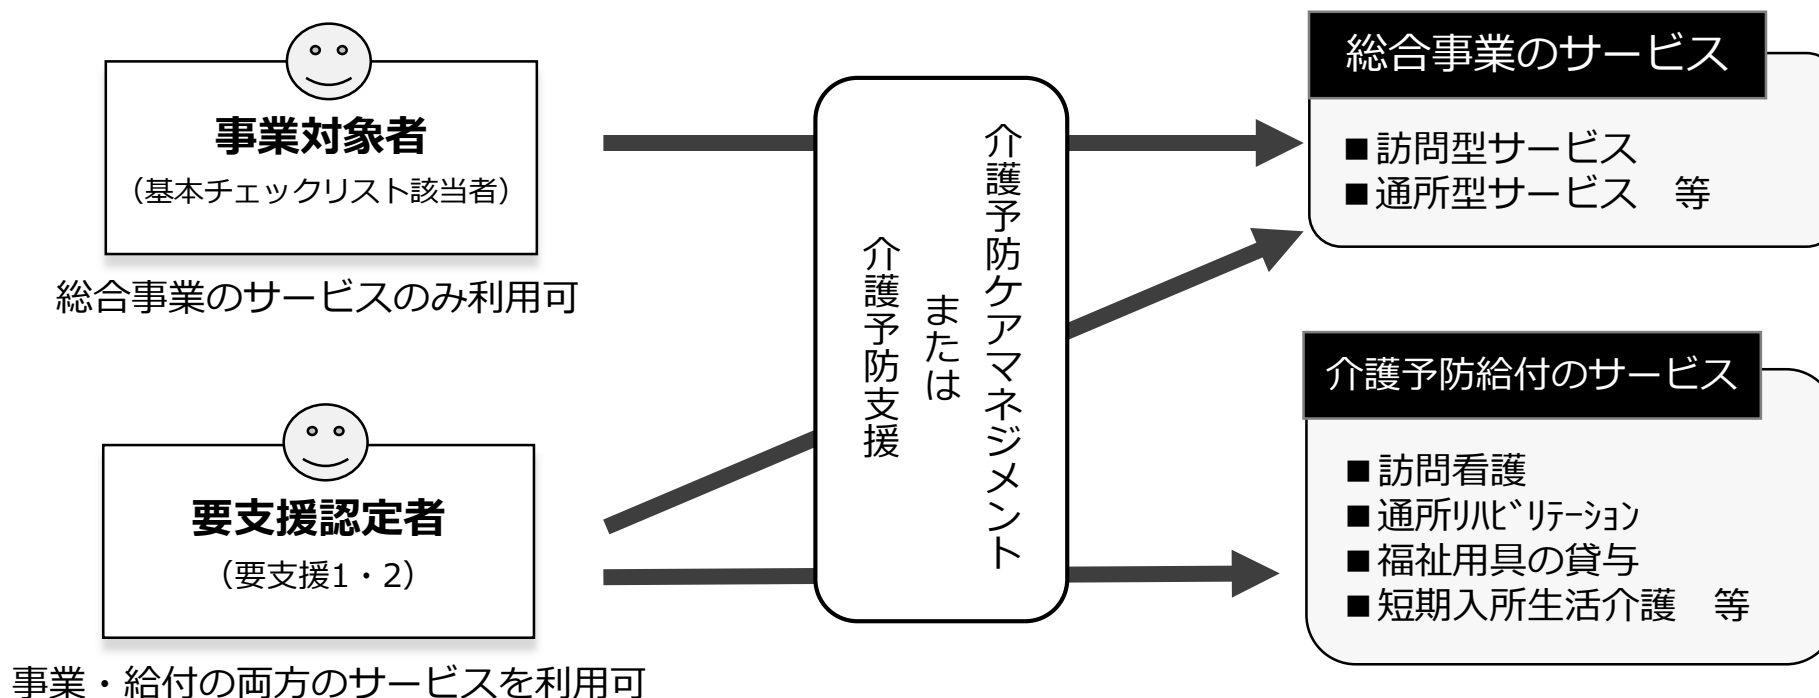 事業対象者
（基本チェックリスト該当者）
総合事業のサービスのみ利用可
要支援認定者
（要支援1・2）
事業・給付の両方のサービスを利用可
介護予防ケアマネジメント
または
介護予防支援
総合事業のサービス
■訪問型サービス
■通所型サービス　等
介護予防給付のサービス
■訪問看護
■通所ﾘﾊﾋﾞﾘﾃｰｼｮﾝ
■福祉用具の貸与
■短期入所生活介護　等